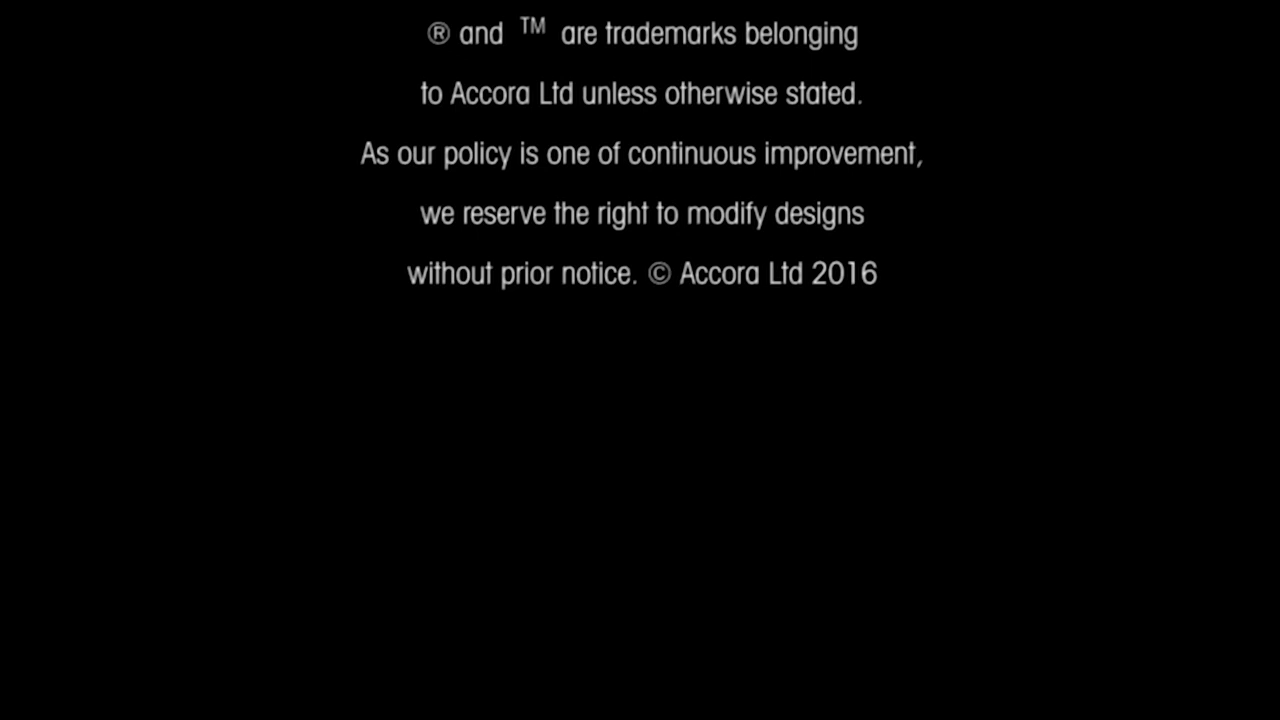 ® and ™ are trademarks belonging
to Accora Ltd unless otherwise stated.
As our policy is one of continuous improvement,
we reserve the right to modify designs
without prior notice. © Accora Ltd 2016